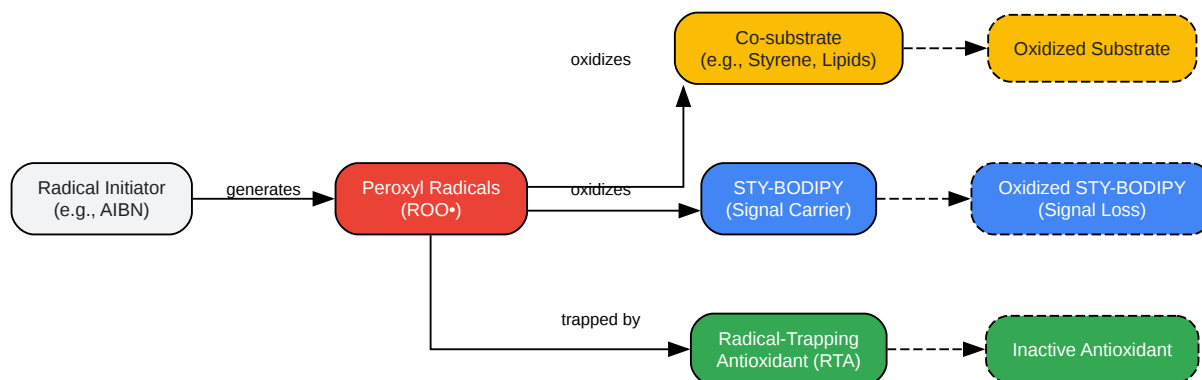 oxidizes
Co-substrate
(e.g., Styrene, Lipids)
Oxidized Substrate
Radical Initiator
(e.g., AIBN)
generates
Peroxyl Radicals
(ROO•)
oxidizes
STY-BODIPY
(Signal Carrier)
Oxidized STY-BODIPY
(Signal Loss)
trapped by
Radical-Trapping
Antioxidant (RTA)
Inactive Antioxidant